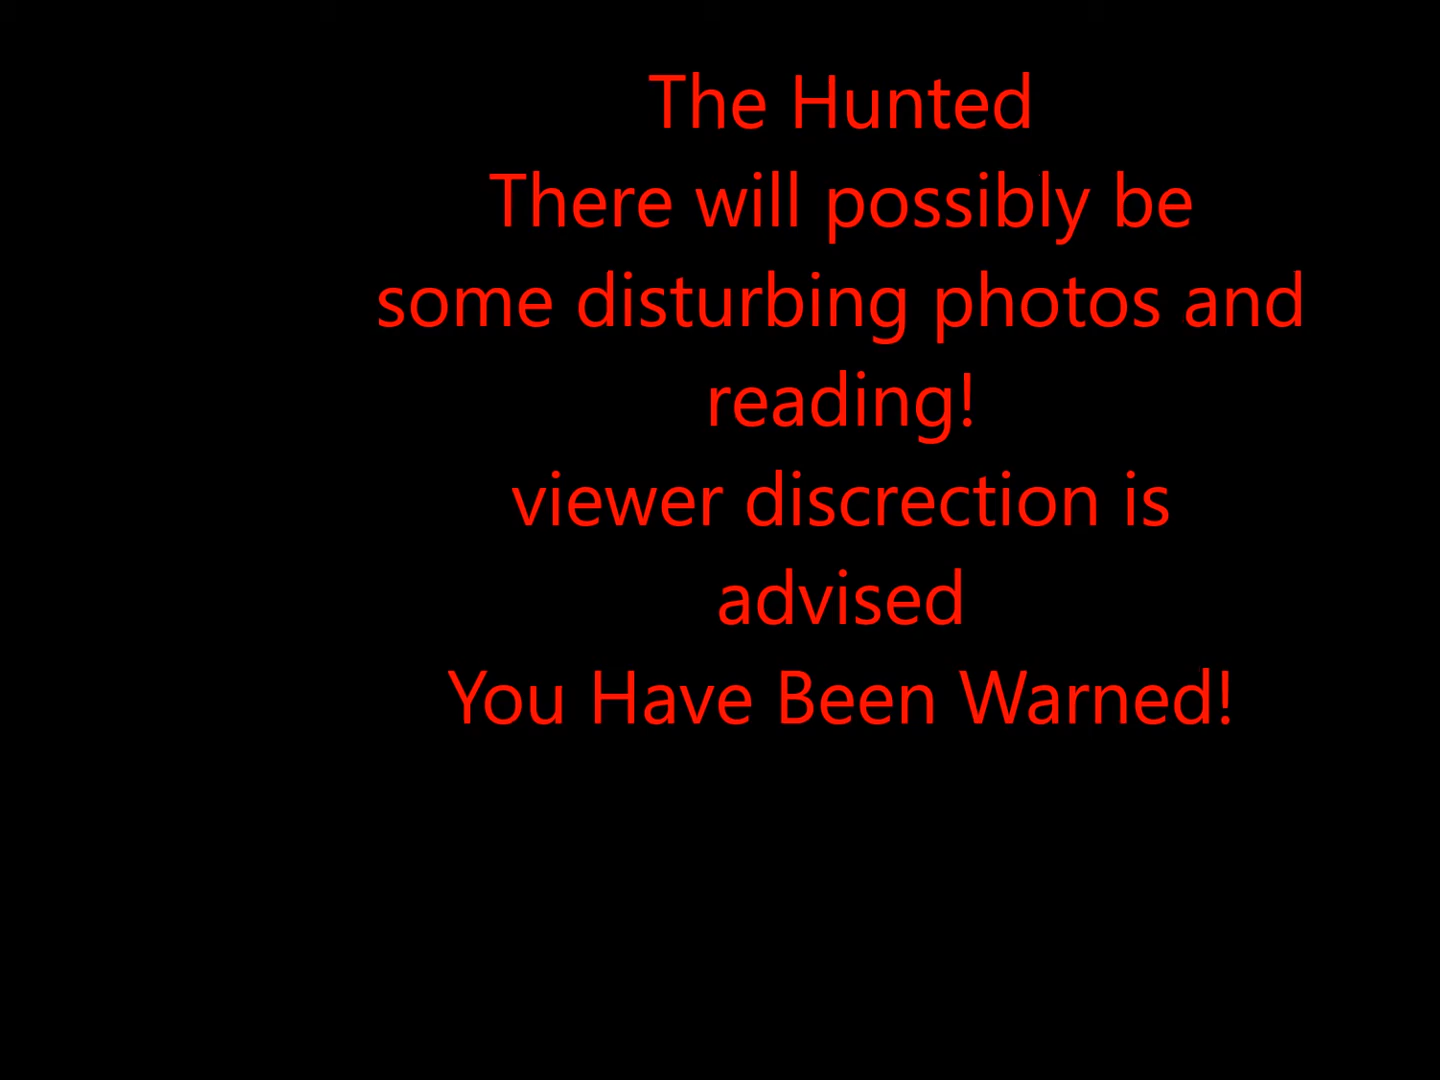 The Hunted
There will possibly be
some disturbing photos and
reading!
viewer discrection is
advised
You Have Been Warned!